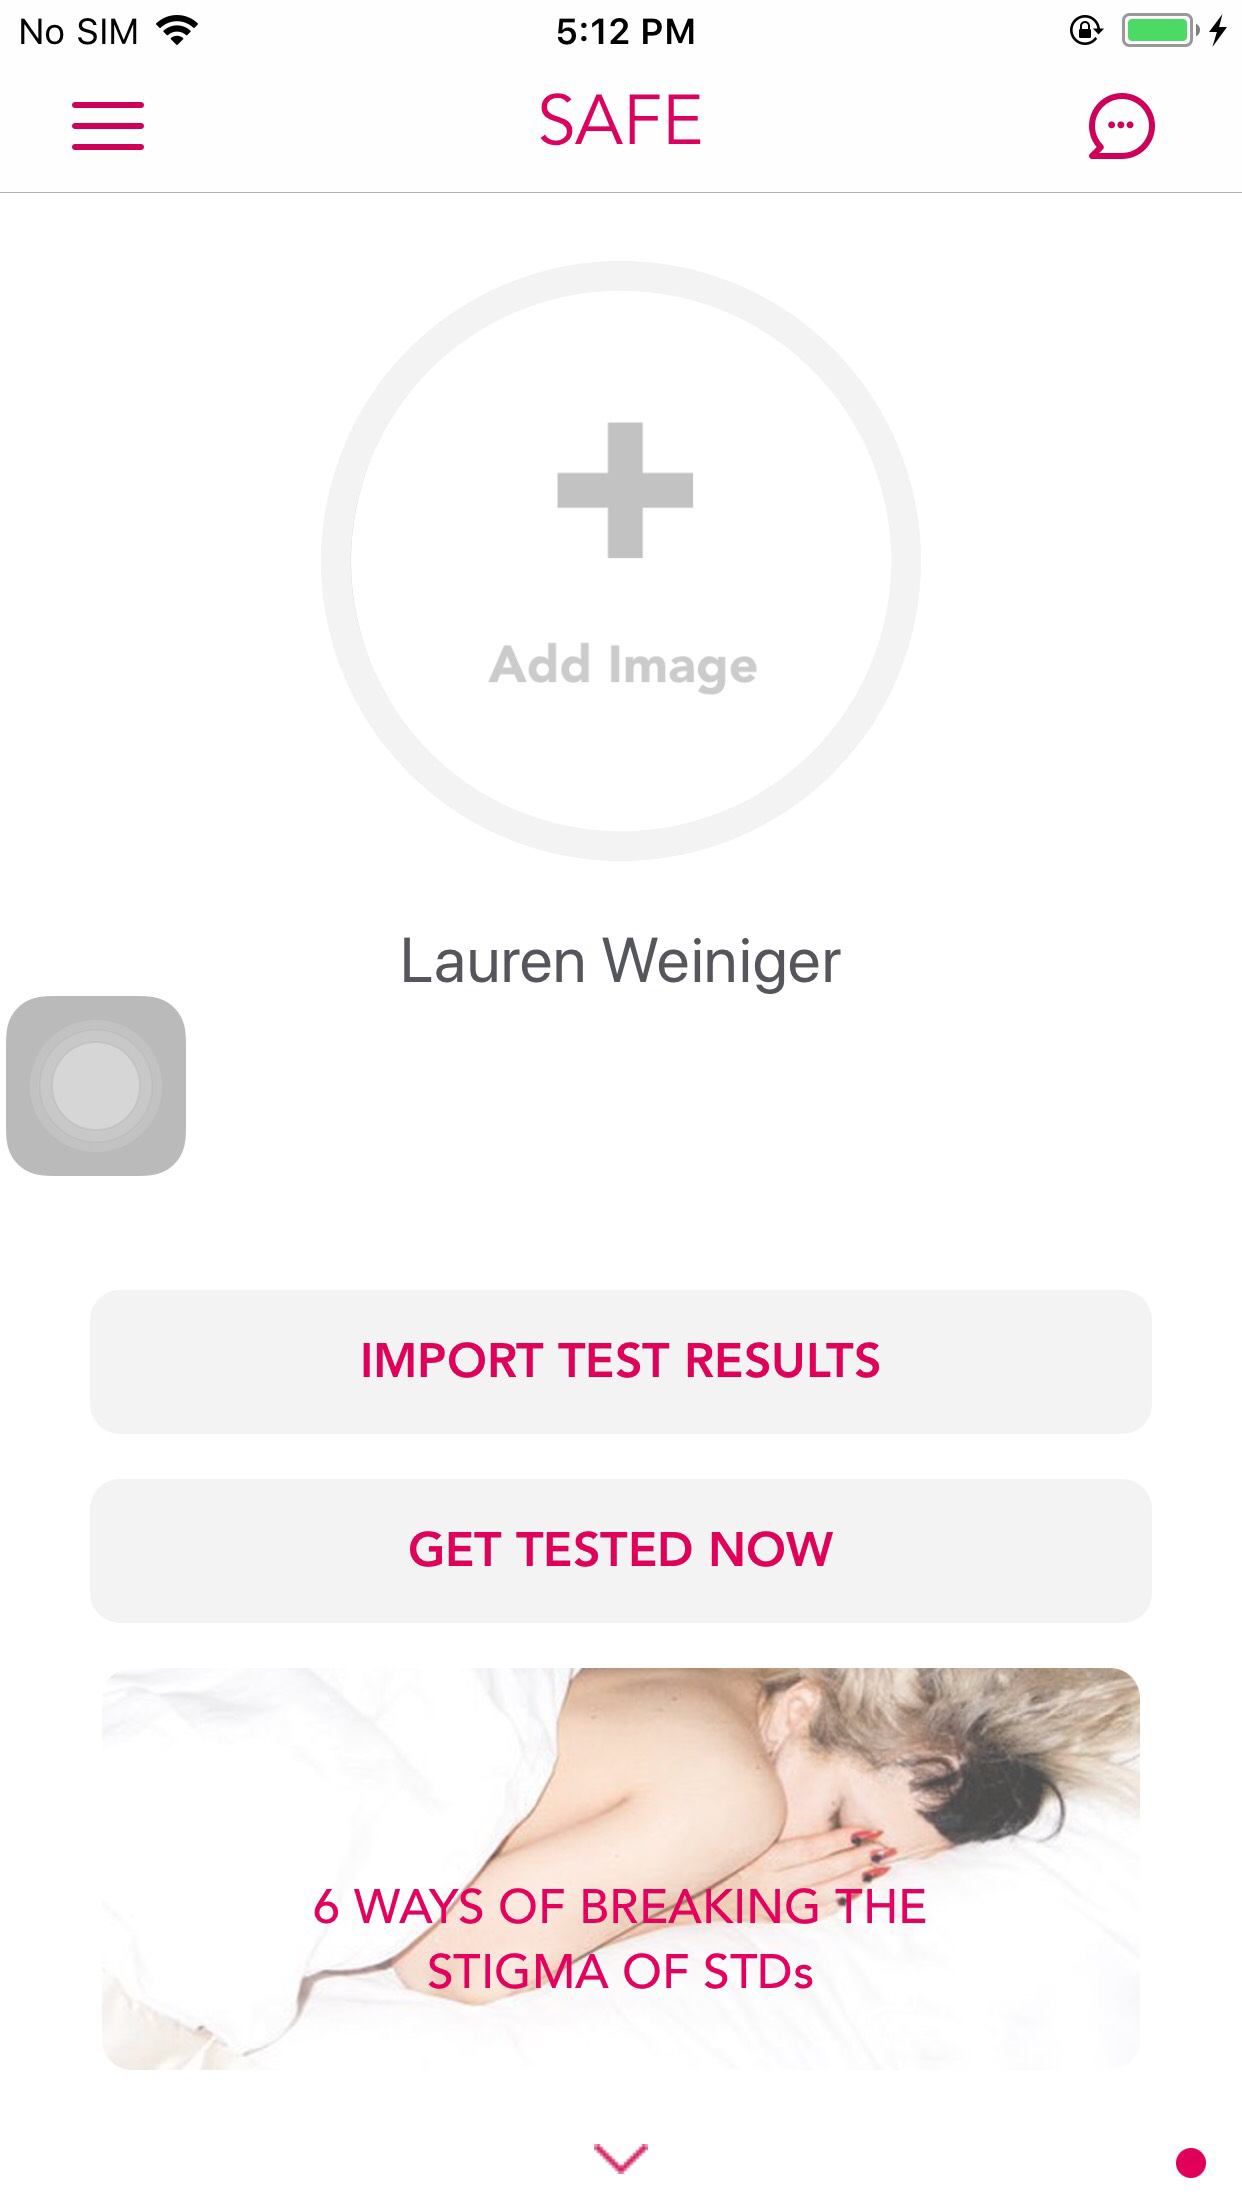 No SIM 5:12 PM
SAFE
Add Image
Lauren Weiniger
IMPORT TEST RESULTS
GET TESTED NOW
6 WAYS OF BREAKING THE
STIGMA OF STDs